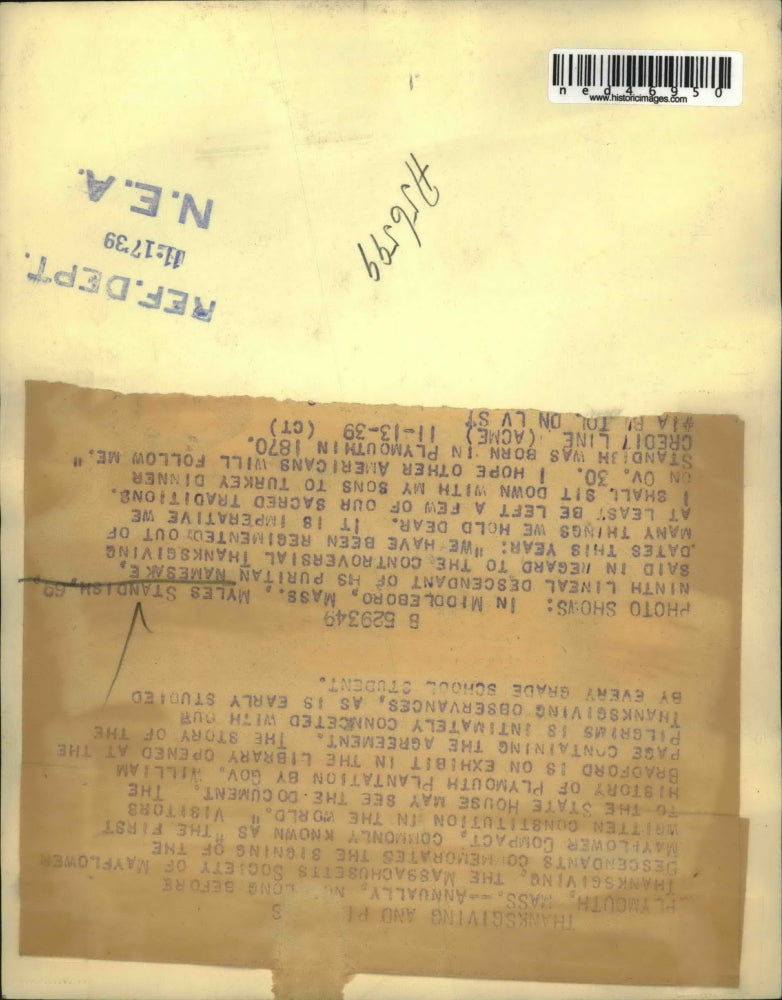 ned46950
www.historicimages.com
THANKSGIVING AND S
PLYMOUTH, MASS.--ANNUALLY, LONG BEFORE
THANKSGIVING, THE MASSACHUSETTS SOCIETY OF MAYFLOWER
DESCENDANTS COMMEMORATES THE SIGNING OF THE
MAYFLOWER COMPACT, COMMONLY KNOWN AS "THE FIRST
WRITTEN CONSTITUTION IN THE WORLD." VISITORS
TO THE STATE HOUSE MAY SEE THE DOCUMENT. THE
HISTORY OF PLYMOUTH PLANTATION BY GOV. WILLIAM
BRADFORD IS ON EXHIBIT IN THE LIBRARY OPENED AT THE
PAGE CONTAINING THE AGREEMENT. THE STORY OF THE
PILGRIMS IS INTIMATELY CONNECETED WITH OUR
THANKSGIVING OBSERVANCES, AS IS EARLY STUDIED
BY EVERY GRADE SCHOOL STUDENT.
B 529349
PHOTO SHOWS: IN MIDDLEBORO, MASS., MYLES STANDISH, 69,
NINTH LINEAL DESCENDANT OF HS PURITAN NAMESAKE,
SAID IN REGARD TO THE CONTROVERSIAL THANKSGIVING
DATES THIS YEAR: "WE HAVE BEEN REGIMENTED OUT OF
MANY THINGS WE HOLD DEAR. IT IS IMPERATIVE WE
AT LEAST BE LEFT A FEW OF OUR SACRED TRADITIONS.
I SHALL SIT DOWN WITH MY SONS TO TURKEY DINNER
ON OV. 30. I HOPE OTHER AMERICANS WILL FOLLOW ME."
STANDISH WAS BORN IN PLYMOUTH IN 1870.
CREDIT LINE (ACME) 11-13-39 (CT)
TOL DN LV ST
REF. DEPT.
11-17'39
N.E.A.